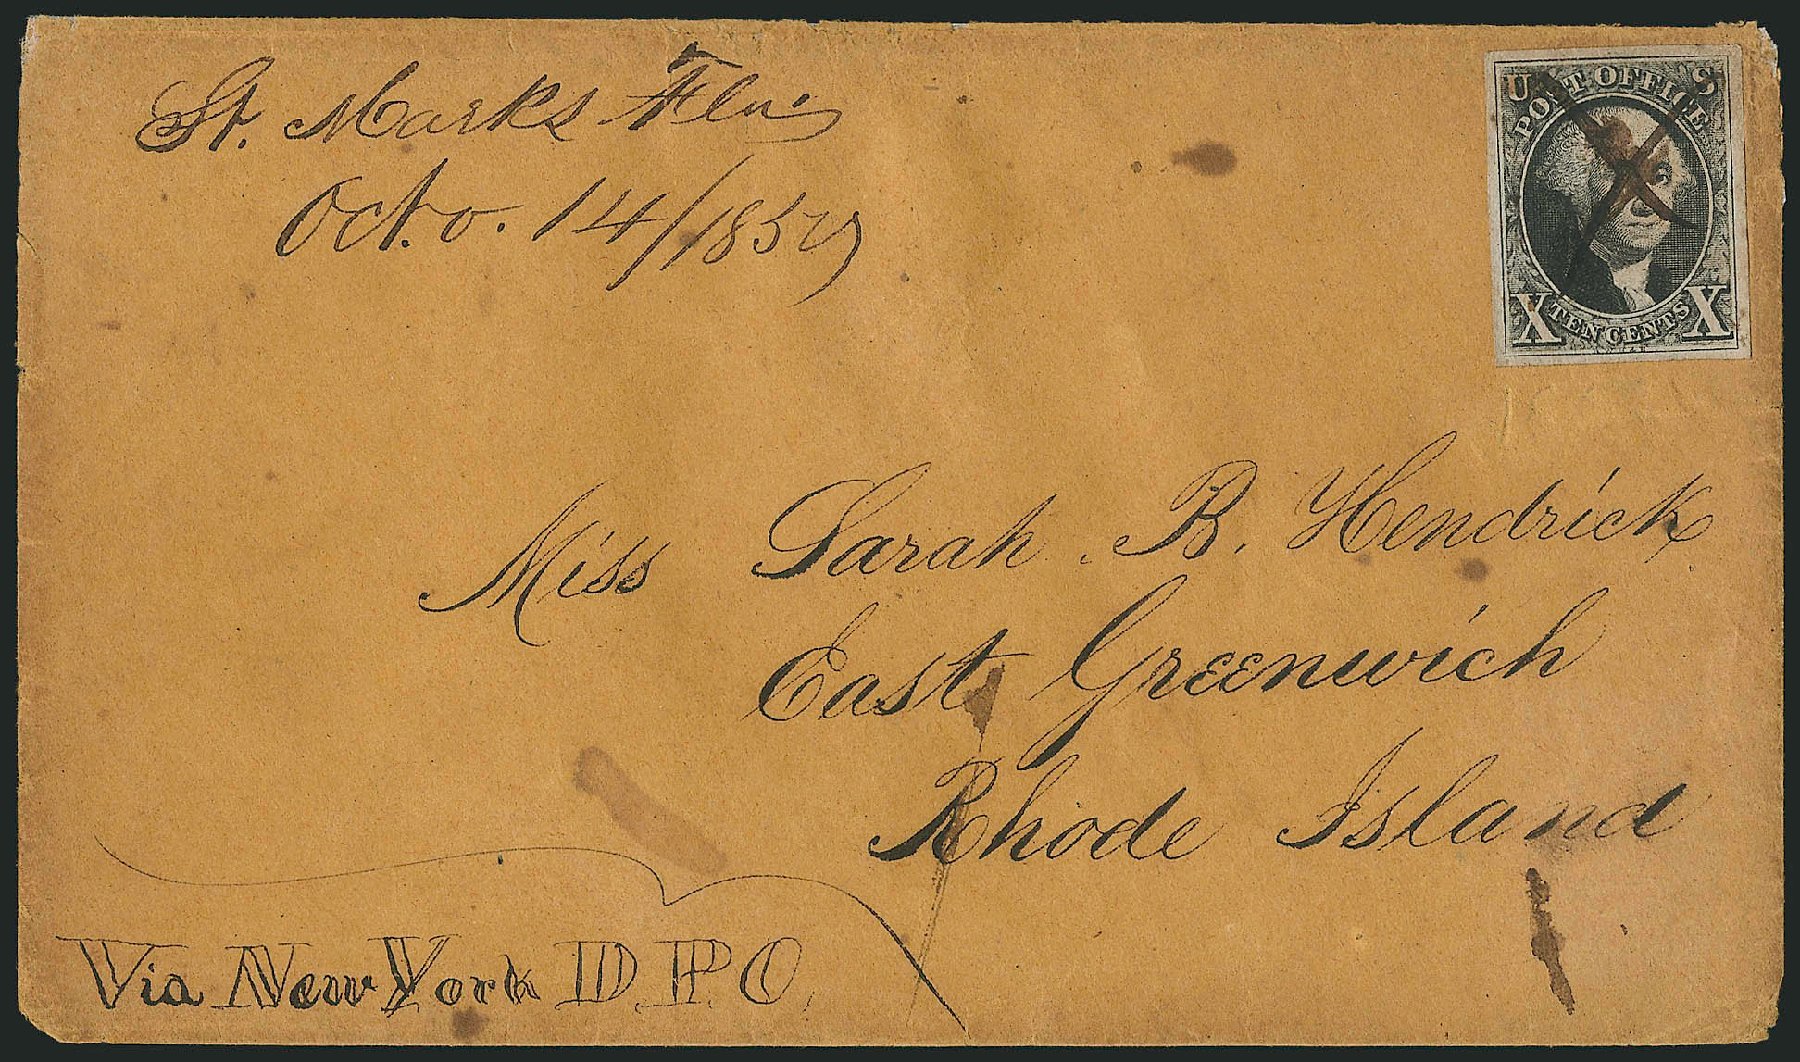 St. Marks Flo
Octo. 14/1850
U S
POST OFFICE
X TEN CENTS X
Miss Sarah B. Hendrick
East Greenwich
Rhode Island
Via New York D.P.O.